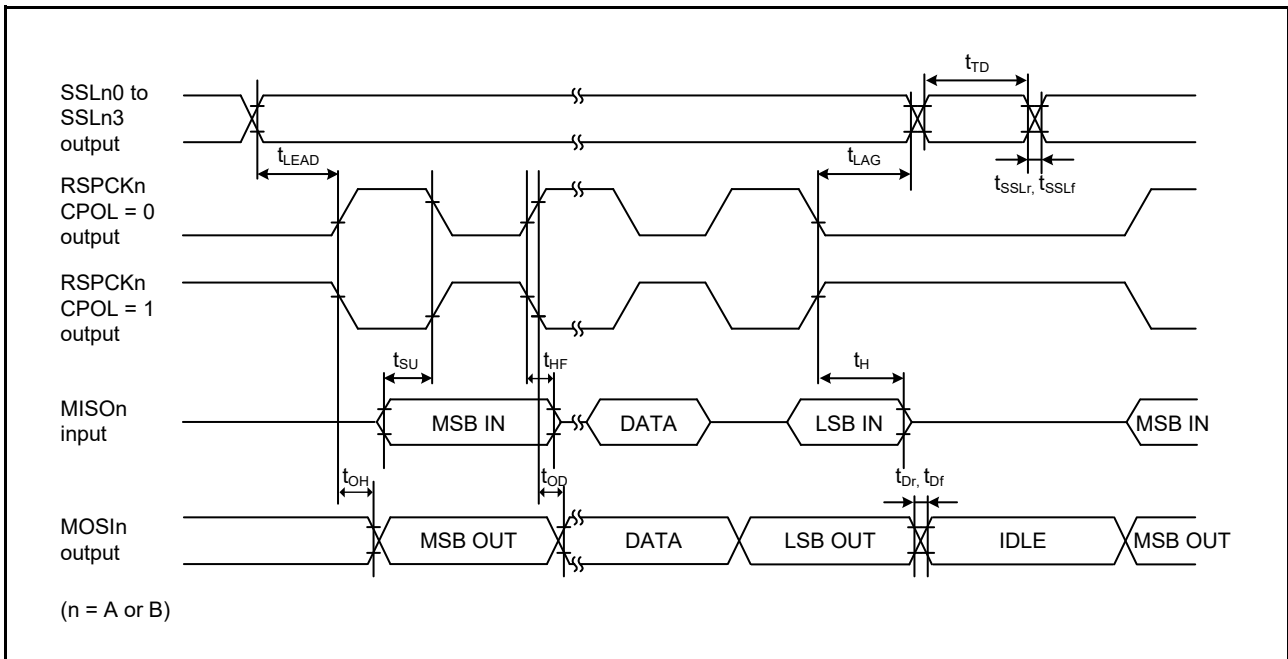 SSLn0 to
SSLn3
output
tTD
tLEAD
tLAG
tSSLr, tSSLf
RSPCKn
CPOL = 0
output
RSPCKn
CPOL = 1
output
tSU
tHF
tH
MISOn
input
MSB IN
DATA
LSB IN
MSB IN
tOH
tOD
tDr, tDf
MOSIn
output
MSB OUT
DATA
LSB OUT
IDLE
MSB OUT
(n = A or B)